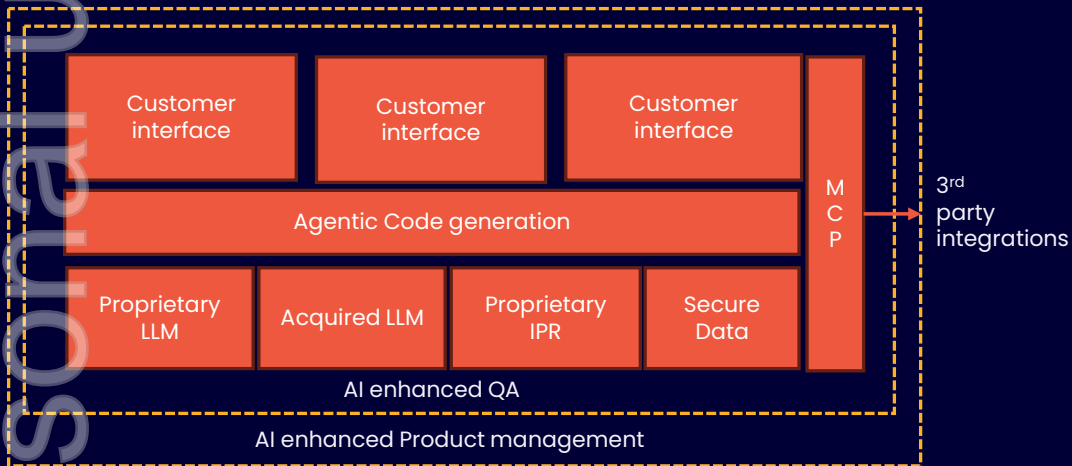 Customer
interface
Customer
interface
Customer
interface
M
C
P
3rd
party
integrations
Agentic Code generation
Proprietary
LLM
Acquired LLM
Proprietary
IPR
Secure
Data
AI enhanced QA
AI enhanced Product management
sonal